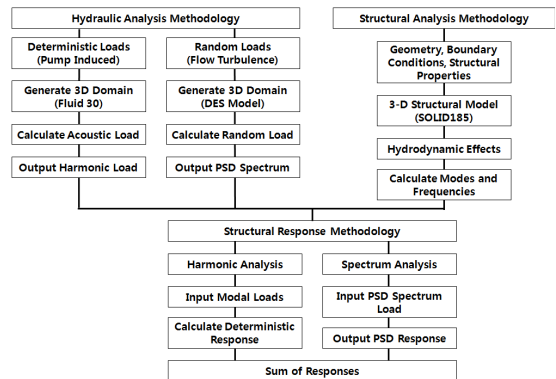 Hydraulic Analysis Methodology
Deterministic Loads
(Pump Induced)
Generate 3D Domain
(Fluid 30)
Calculate Acoustic Load
Output Harmonic Load
Random Loads
(Flow Turbulence)
Generate 3D Domain
(DES Model)
Calculate Random Load
Output PSD Spectrum
Structural Analysis Methodology
Geometry, Boundary
Conditions, Structural
Properties
3-D Structural Model
(SOLID185)
Hydrodynamic Effects
Calculate Modes and
Frequencies
Structural Response Methodology
Harmonic Analysis
Input Modal Loads
Calculate Deterministic
Response
Spectrum Analysis
Input PSD Spectrum
Load
Output PSD Response
Sum of Responses